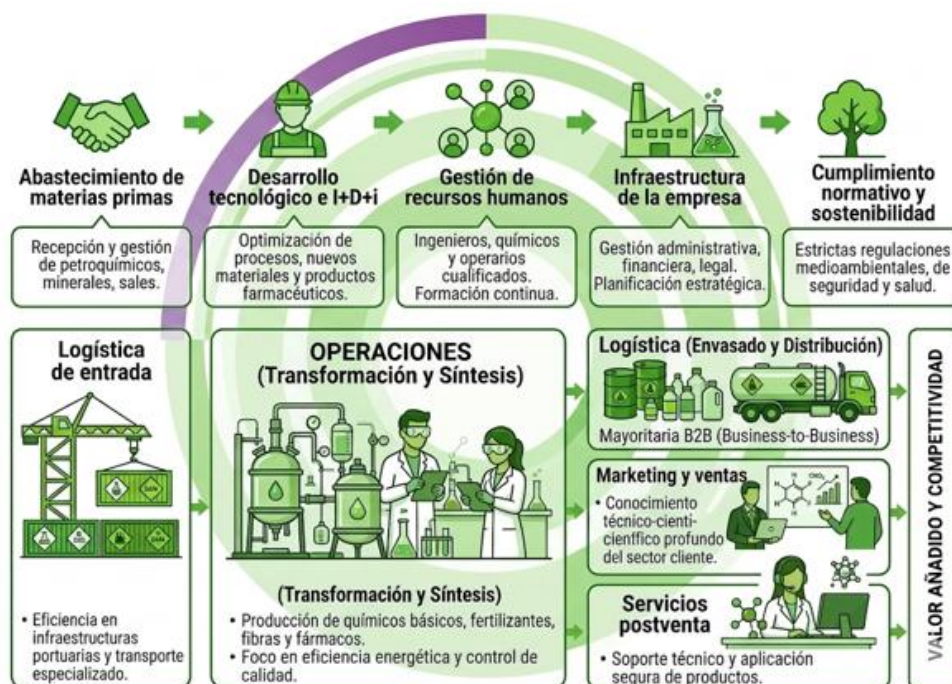 Abastecimiento de
materias primas
Recepción y gestión
de petroquímicos,
minerales, sales.
Desarrollo
tecnológico e I+D+i
Optimización de
procesos, nuevos
materiales y productos
farmacéuticos.
Gestión de
recursos humanos
Ingenieros, químicos
y operarios
cualificados.
Formación continua.
Infraestructura
de la empresa
Gestión administrativa,
financiera, legal.
Planificación estratégica.
Cumplimiento
normativo y
sostenibilidad
Estrictas regulaciones
medioambientales, de
seguridad y salud.
Logística
de entrada
• Eficiencia en
infraestructuras
portuarias y transporte
especializado.
OPERACIONES
(Transformación y Síntesis)
(Transformación y Síntesis)
• Producción de químicos básicos, fertilizantes,
fibras y fármacos.
• Foco en eficiencia energética y control de
calidad.
Logística (Envasado y Distribución)
Mayoritaria B2B (Business-to-Business)
Marketing y ventas
• Conocimiento
técnico-cienti-
científico profundo
del sector cliente.
Servicios
postventa
• Soporte técnico y aplicación
segura de productos.
VALOR AÑADIDO Y COMPETITIVIDAD